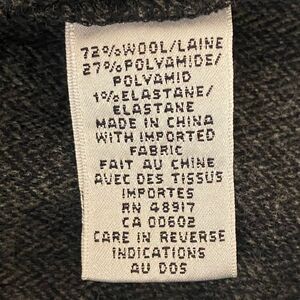 72%WOOL/LAINE
27%POLYAMIDE/
POLYAMID
1%ELASTANE/
ELASTANE
MADE IN CHINA
WITH IMPORTED
FABRIC
FAIT AU CHINE
AVEC DES TISSUS
IMPORTES
RN 48917
CA 00602
CARE IN REVERSE
INDICATIONS
AU DOS